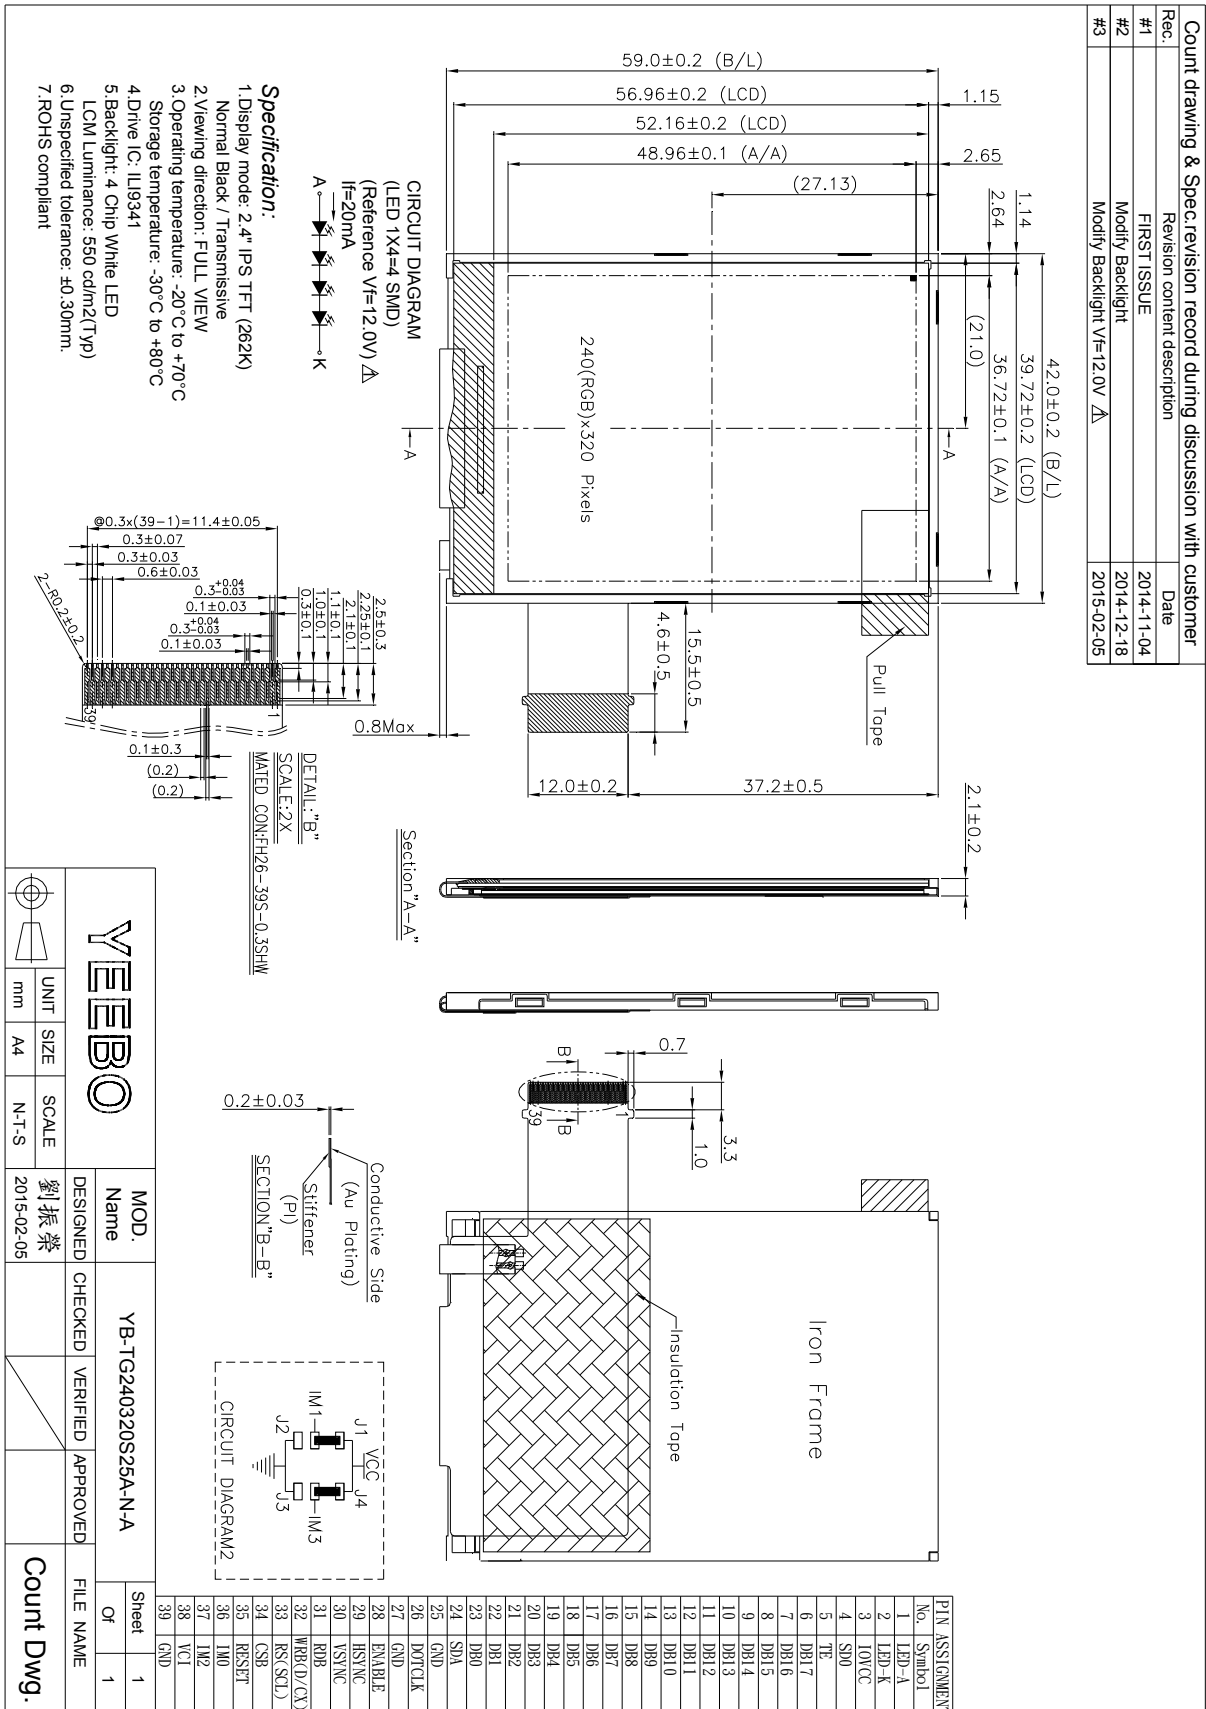 Count drawing & Spec.revision record during discussion with customer
Rec. Revision content description Date
#1 FIRST ISSUE 2014-11-04
#2 Modify Backlight 2014-12-18
#3 Modify Backlight Vf=12.0V 2015-02-05
42.0±0.2 (B/L)
39.72±0.2 (LCD)
36.72±0.1 (A/A)
(21.0)
1.14
2.64
1.15
2.65
59.0±0.2 (B/L)
56.96±0.2 (LCD)
52.16±0.2 (LCD)
48.96±0.1 (A/A)
(27.13)
A
A
240(RGB)x320 Pixels
Pull Tape
15.5±0.5
4.6±0.5
0.8Max
12.0±0.2
37.2±0.5
2.1±0.2
Section"A-A"
0.7
3.3
1.0
B
B
1
39
Iron Frame
Insulation Tape
CIRCUIT DIAGRAM
(LED 1X4=4 SMD)
(Reference Vf=12.0V)
If=20mA
A
K
Specification:
1.Display mode: 2.4" IPS TFT (262K)
Normal Black / Transmissive
2.Viewing direction: FULL VIEW
3.Operating temperature: -20°C to +70°C
Storage temperature: -30°C to +80°C
4.Drive IC: ILI9341
5.Backlight: 4 Chip White LED
LCM Luminance: 550 cd/m2(Typ)
6.Unspecified tolerance: ±0.30mm.
7.ROHS compliant
2.5±0.3
2.25±0.1
2.1±0.1
1.1±0.1
1.0±0.1
0.3±0.1
@0.3x(39-1)=11.4±0.05
0.3±0.07
0.3±0.03
0.6±0.03
0.3+0.04-0.03
0.1±0.03
0.3+0.04-0.03
0.1±0.03
2-R0.2±0.2
39
1
0.1±0.3
(0.2)
(0.2)
DETAIL:"B"
SCALE:2X
MATED CON:FH26-39S-0.3SHW
0.2±0.03
Conductive Side
(Au Plating)
Stiffener
(PI)
SECTION"B-B"
J1
VCC
J4
IM1
IM3
J2
J3
CIRCUIT DIAGRAM2
PIN ASSIGNMENT
No. Symbol
1 LED-A
2 LED-K
3 IOVCC
4 SDO
5 TE
6 DB17
7 DB16
8 DB15
9 DB14
10 DB13
11 DB12
12 DB11
13 DB10
14 DB9
15 DB8
16 DB7
17 DB6
18 DB5
19 DB4
20 DB3
21 DB2
22 DB1
23 DB0
24 SDA
25 GND
26 DOTCLK
27 GND
28 ENABLE
29 HSYNC
30 VSYNC
31 RDB
32 WRB(D/CX)
33 RS(SCL)
34 CSB
35 RESET
36 IM0
37 IM2
38 VCI
39 GND
YEEBO
UNIT SIZE SCALE
mm A4 N-T-S
MOD. Name YB-TG240320S25A-N-A
Sheet 1
Of 1
DESIGNED CHECKED VERIFIED APPROVED FILE NAME
劉振榮
2015-02-05
Count Dwg.